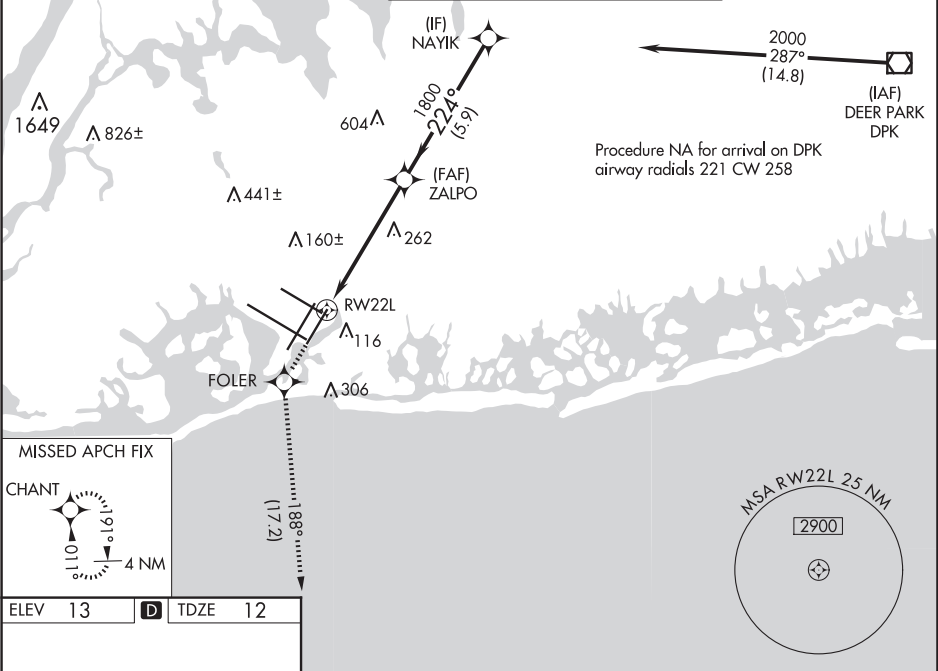 (IF)
NAYIK
2000
287°
(14.8)
(IAF)
DEER PARK
DPK
1800
224°
(5.9)
1649
826±
604
Procedure NA for arrival on DPK
airway radials 221 CW 258
(FAF)
ZALPO
441±
160±
262
RW22L
116
FOLER
306
188°
(17.2)
MISSED APCH FIX
CHANT
191°
011°
4 NM
MSA RW22L 25 NM
2900
ELEV 13 D TDZE 12